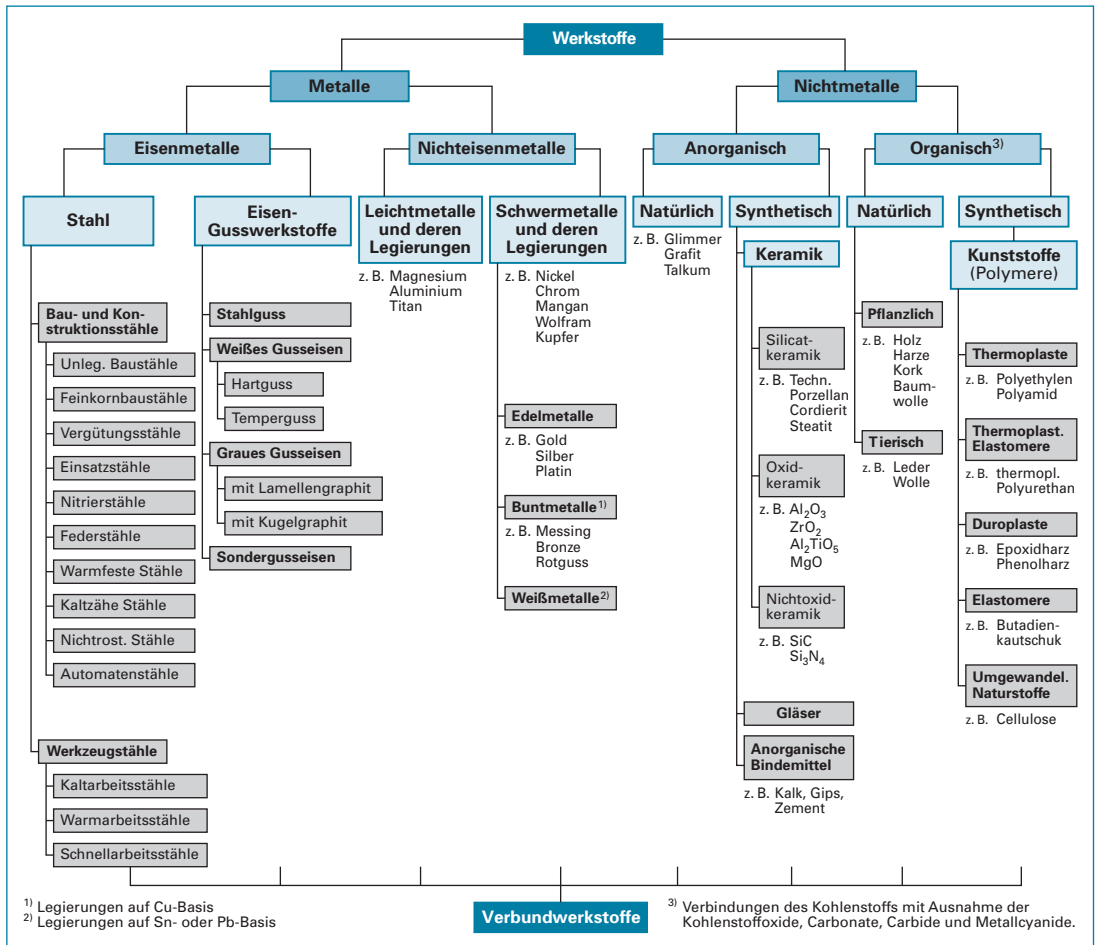 Werkstoffe
Metalle
Nichtmetalle
Eisenmetalle
Nichteisenmetalle
Anorganisch
Organisch³⁾
Stahl
Eisen-
Gusswerkstoffe
Leichtmetalle
und deren
Legierungen
z. B. Magnesium
Aluminium
Titan
Schwermetalle
und deren
Legierungen
z. B. Nickel
Chrom
Mangan
Wolfram
Kupfer
Natürlich
z. B. Glimmer
Grafit
Talkum
Synthetisch
Natürlich
Synthetisch
Bau- und Kon-
struktionsstähle
Unleg. Baustähle
Feinkornbaustähle
Vergütungsstähle
Einsatzstähle
Nitrierstähle
Federstähle
Warmfeste Stähle
Kaltzähe Stähle
Nichtrost. Stähle
Automatenstähle
Werkzeugstähle
Kaltarbeitsstähle
Warmarbeitsstähle
Schnellarbeitsstähle
Stahlguss
Weißes Gusseisen
Hartguss
Temperguss
Graues Gusseisen
mit Lamellengraphit
mit Kugelgraphit
Sondergusseisen
Edelmetalle
z. B. Gold
Silber
Platin
Buntmetalle¹⁾
z. B. Messing
Bronze
Rotguss
Weißmetalle²⁾
Keramik
Silicat-
keramik
z. B. Techn.
Porzellan
Cordierit
Steatit
Oxid-
keramik
z. B. Al₂O₃
ZrO₂
Al₂TiO₅
MgO
Nichtoxid-
keramik
z. B. SiC
Si₃N₄
Gläser
Anorganische
Bindemittel
z. B. Kalk, Gips,
Zement
Pflanzlich
z. B. Holz
Harze
Kork
Baum-
wolle
Tierisch
z. B. Leder
Wolle
Kunststoffe
(Polymere)
Thermoplaste
z. B. Polyethylen
Polyamid
Thermoplast.
Elastomere
z. B. thermopl.
Polyurethan
Duroplaste
z. B. Epoxidharz
Phenolharz
Elastomere
z. B. Butadien-
kautschuk
Umgewandel.
Naturstoffe
z. B. Cellulose
¹⁾ Legierungen auf Cu-Basis
²⁾ Legierungen auf Sn- oder Pb-Basis
Verbundwerkstoffe
³⁾ Verbindungen des Kohlenstoffs mit Ausnahme der
Kohlenstoffoxide, Carbonate, Carbide und Metallcyanide.